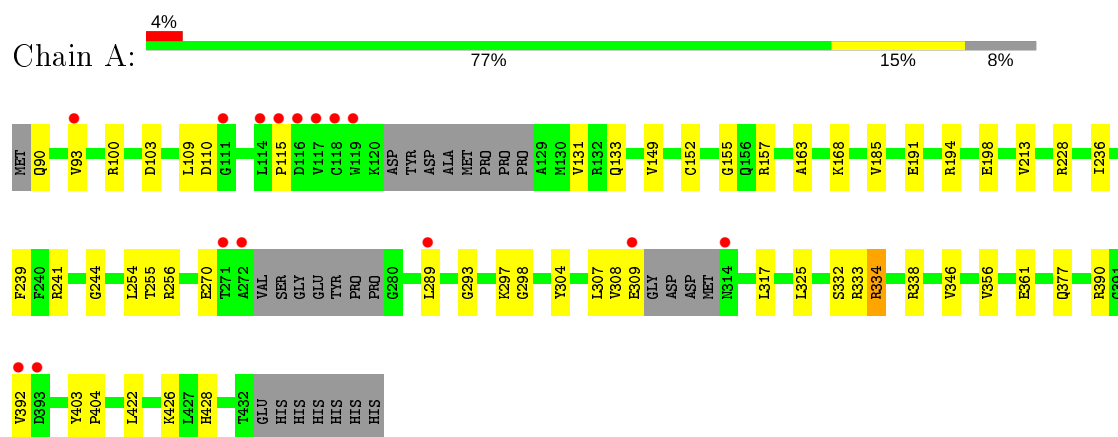 4%
Chain A:
77% 15% 8%
MET Q90 V93 R100 D103 L109 D110 G111 L114 P115 D116 V117 C118 W119 K120 ASP TYR ASP ALA MET PRO PRO PRO A129 M130 V131 R132 Q133 V149 C152 G155 Q156 R157 A163 K168 V185 E191 R194 E198 V213 R228 I236
F239 F240 R241 G244 L254 T255 R256 E270 T271 A272 VAL SER GLY GLU TYR PRO PRO G280 L289 G293 K297 G298 Y304 L307 V308 E309 GLY ASP ASP MET N314 L317 L325 S332 R333 R334 R338 V346 V356 E361 Q377 R390 G391
V392 D393 Y403 P404 L422 K426 L427 H428 T432 GLU HIS HIS HIS HIS HIS HIS